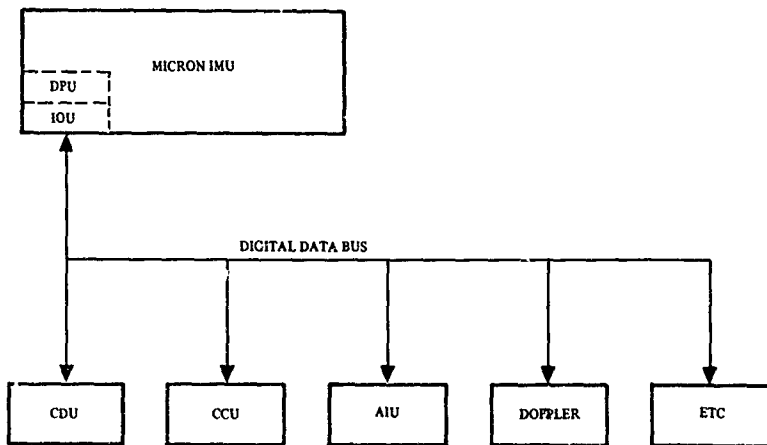 MICRON IMU
DPU
IOU
DIGITAL DATA BUS
CDU
CCU
AIU
DOPPLER
ETC